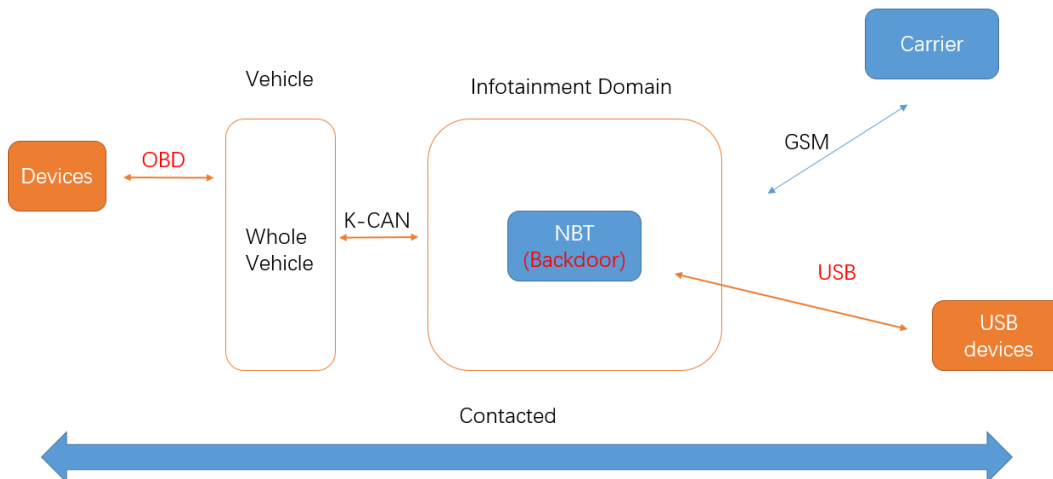 Carrier
Vehicle
Infotainment Domain
GSM
OBD
Devices
K-CAN
Whole
Vehicle
NBT
(Backdoor)
USB
USB
devices
Contacted